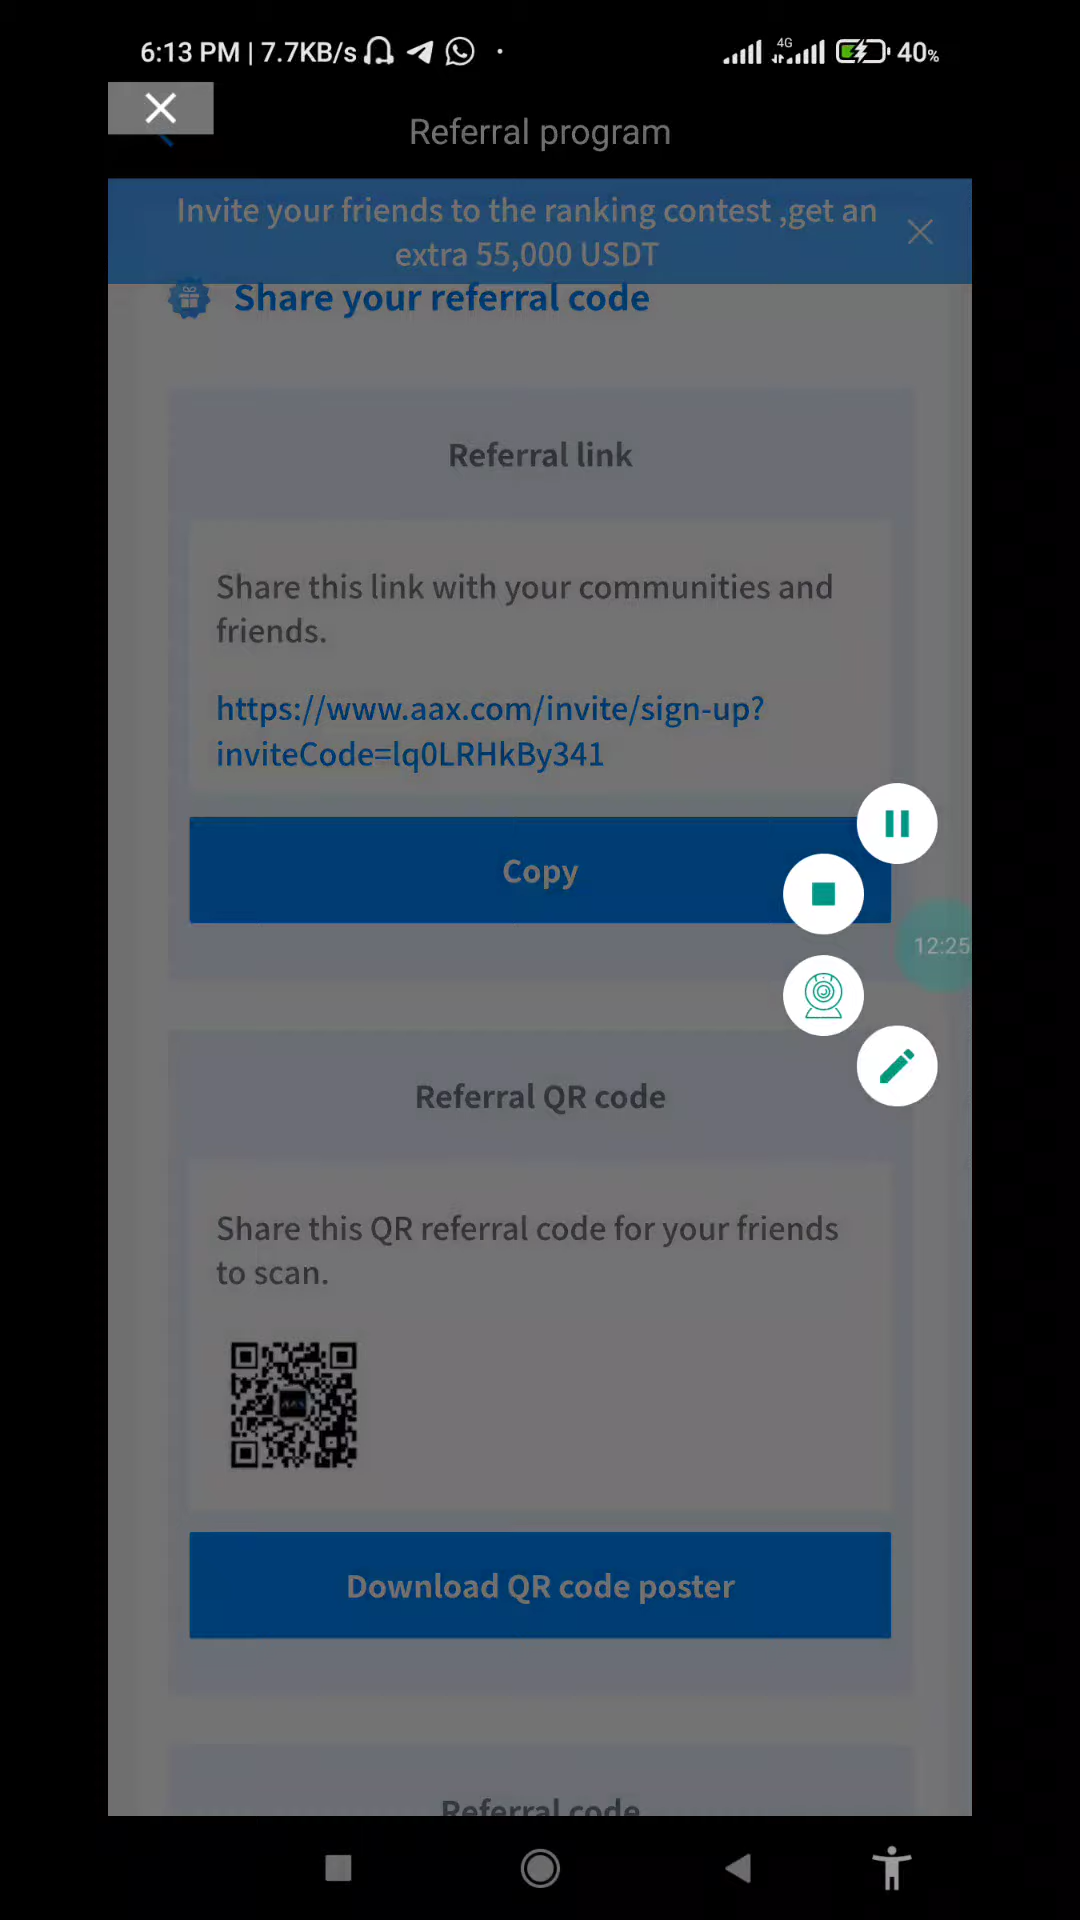 6:13 PM | 7.7KB/s
4G
40%
Referral program
Invite your friends to the ranking contest ,get an
extra 55,000 USDT
Share your referral code
Referral link
Share this link with your communities and
friends.
https://www.aax.com/invite/sign-up?
inviteCode=lq0LRHkBy341
Copy
12:25
Referral QR code
Share this QR referral code for your friends
to scan.
AAX
Download QR code poster
Referral code